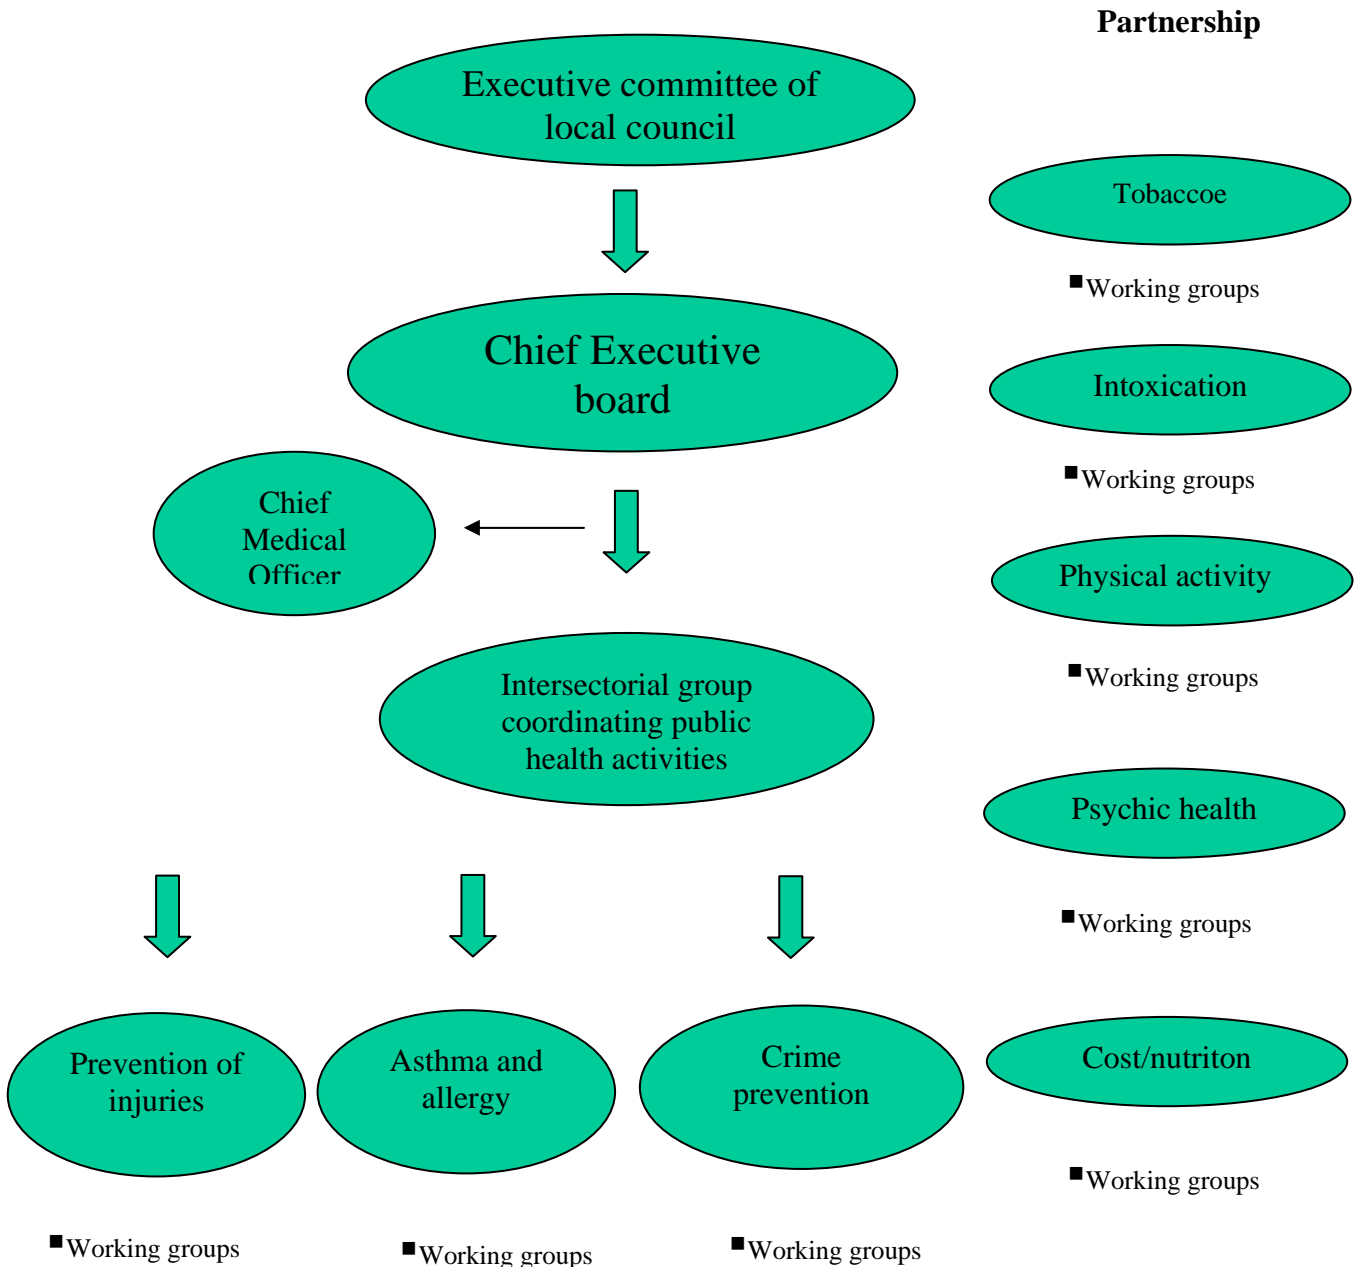 Partnership
Executive committee of
local council
Tobaccoe
■Working groups
Chief Executive
board
Intoxication
■Working groups
Chief
Medical
Officer
Physical activity
■Working groups
Intersectorial group
coordinating public
health activities
Psychic health
■Working groups
Prevention of
injuries
Asthma and
allergy
Crime
prevention
Cost/nutriton
■Working groups
■Working groups
■Working groups
■Working groups